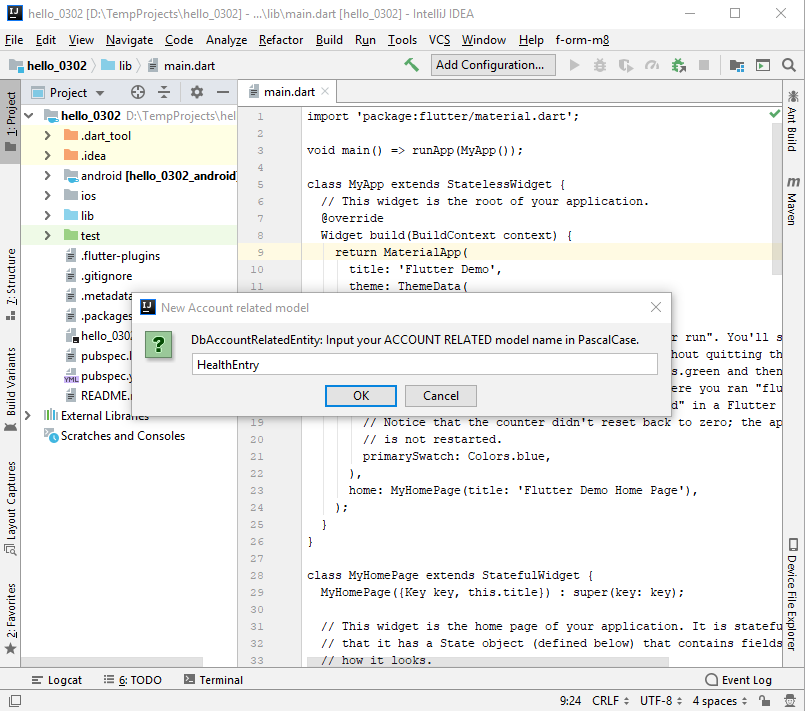 hello_0302 [D:\TempProjects\hello_0302] - ...\lib\main.dart [hello_0302] - IntelliJ IDEA
File Edit View Navigate Code Analyze Refactor Build Run Tools VCS Window Help f-orm-m8
hello_0302 lib main.dart Add Configuration...
Project
main.dart
1: Project
Z: Structure
Build Variants
Layout Captures
2: Favorites
hello_0302 D:\TempProjects\hel
.dart_tool
.idea
android [hello_0302_android]
ios
lib
test
.flutter-plugins
.gitignore
.metadata
.packages
hello_030
pubspec.l
pubspec.y
README.
External Libraries
Scratches and Consoles
1 import 'package:flutter/material.dart';
2
3 void main() => runApp(MyApp());
4
5 class MyApp extends StatelessWidget {
6 // This widget is the root of your application.
7 @override
8 Widget build(BuildContext context) {
9 return MaterialApp(
10 title: 'Flutter Demo',
11 theme: ThemeData(
New Account related model
DbAccountRelatedEntity: Input your ACCOUNT RELATED model name in PascalCase.
HealthEntry
OK Cancel
r run". You'll s
hout quitting th
s.green and then
ere you ran "flu
d" in a Flutter
19 // Notice that the counter didn't reset back to zero; the ap
20 // is not restarted.
21 primarySwatch: Colors.blue,
22 ),
23 home: MyHomePage(title: 'Flutter Demo Home Page'),
24 );
25 }
26 }
27
28 class MyHomePage extends StatefulWidget {
29 MyHomePage({Key key, this.title}) : super(key: key);
30
31 // This widget is the home page of your application. It is statefu
32 // that it has a State object (defined below) that contains fields
33 // how it looks.
Ant Build
Maven
Device File Explorer
Logcat 6: TODO Terminal Event Log
9:24 CRLF UTF-8 4 spaces